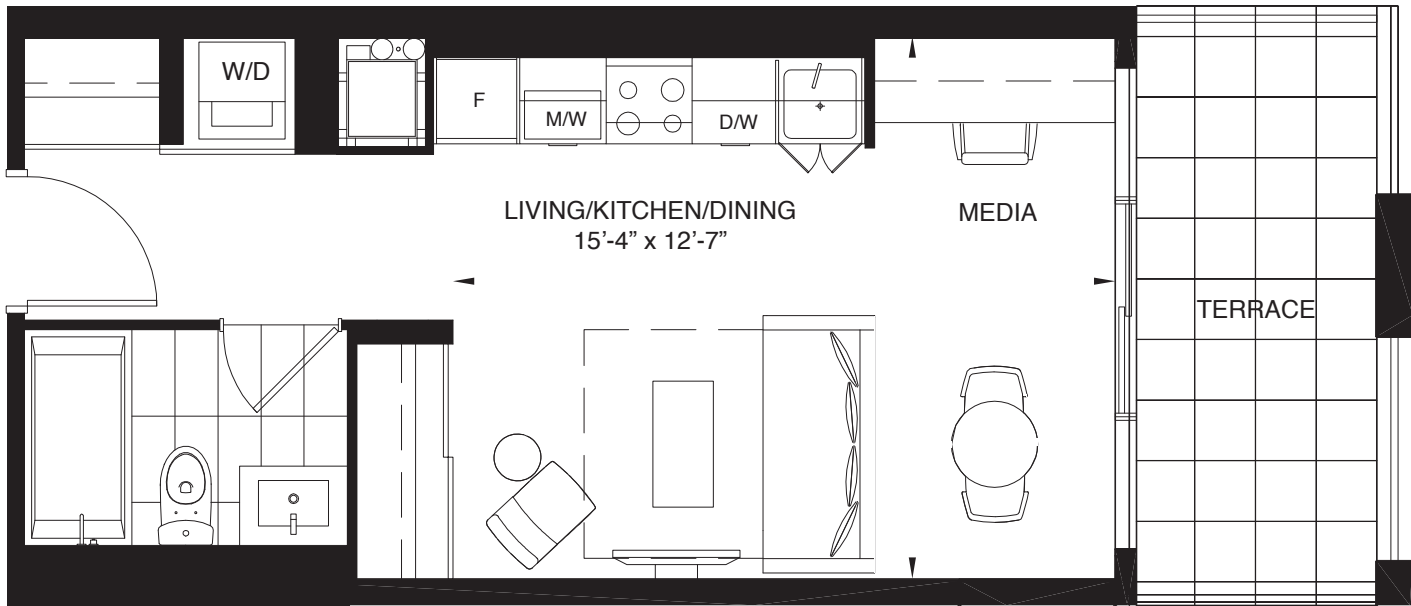 W/D
F
M/W
D/W
LIVING/KITCHEN/DINING
15’-4” x 12’-7”
MEDIA
TERRACE